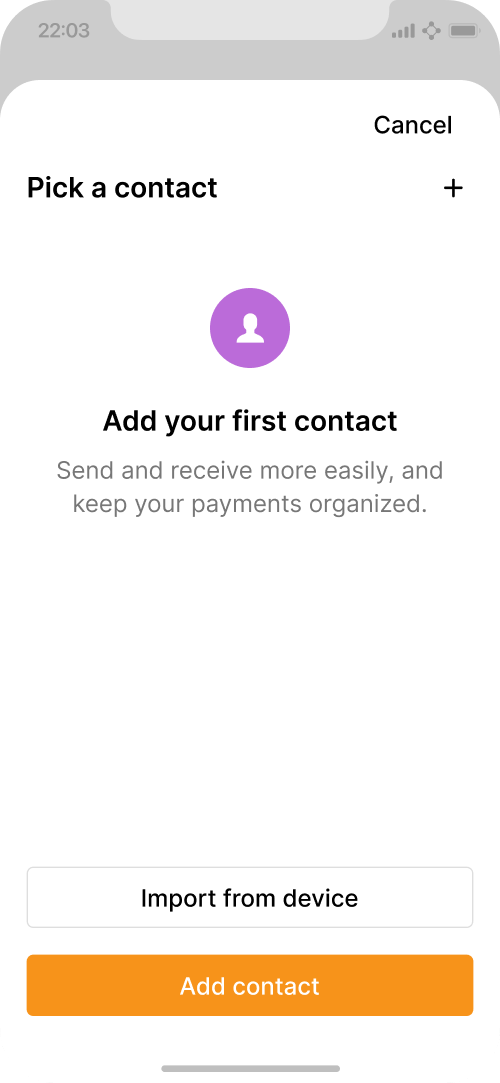 22:03
Cancel
Pick a contact
Add your first contact
Send and receive more easily, and
keep your payments organized.
Import from device
Add contact